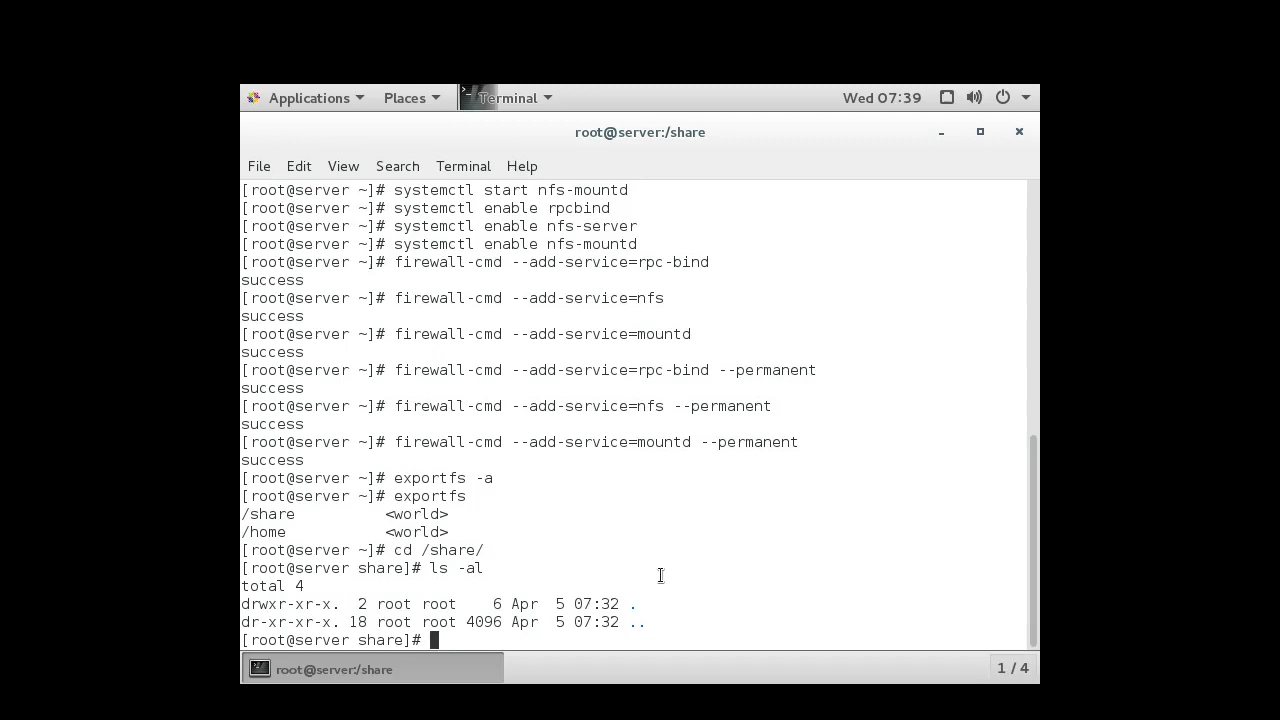 Applications Places Terminal Wed 07:39
root@server:/share
File Edit View Search Terminal Help
[root@server ~]# systemctl start nfs-mountd
[root@server ~]# systemctl enable rpcbind
[root@server ~]# systemctl enable nfs-server
[root@server ~]# systemctl enable nfs-mountd
[root@server ~]# firewall-cmd --add-service=rpc-bind
success
[root@server ~]# firewall-cmd --add-service=nfs
success
[root@server ~]# firewall-cmd --add-service=mountd
success
[root@server ~]# firewall-cmd --add-service=rpc-bind --permanent
success
[root@server ~]# firewall-cmd --add-service=nfs --permanent
success
[root@server ~]# firewall-cmd --add-service=mountd --permanent
success
[root@server ~]# exportfs -a
[root@server ~]# exportfs
/share          <world>
/home           <world>
[root@server ~]# cd /share/
[root@server share]# ls -al
total 4
drwxr-xr-x.  2 root root    6 Apr  5 07:32 .
dr-xr-xr-x. 18 root root 4096 Apr  5 07:32 ..
[root@server share]#
root@server:/share 1 / 4